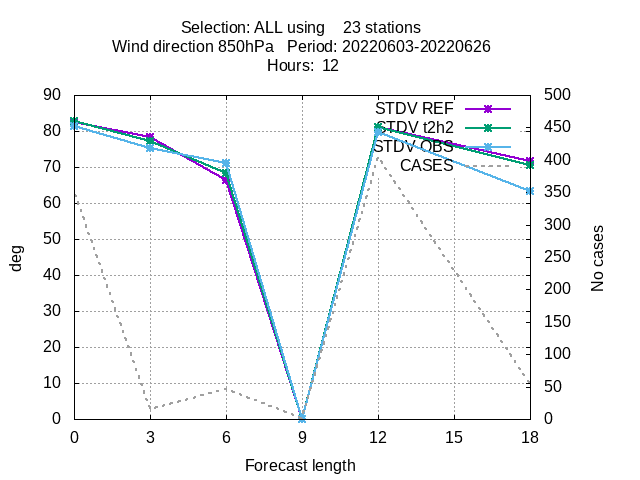 Selection: ALL using    23 stations
Wind direction 850hPa   Period: 20220603-20220626
Hours:  12
90
80
70
60
50
40
30
20
10
0
deg
STDV REF
STDV t2h2
STDV OBS
CASES
500
450
400
350
300
250
200
150
100
50
0
No cases
0 3 6 9 12 15 18
Forecast length